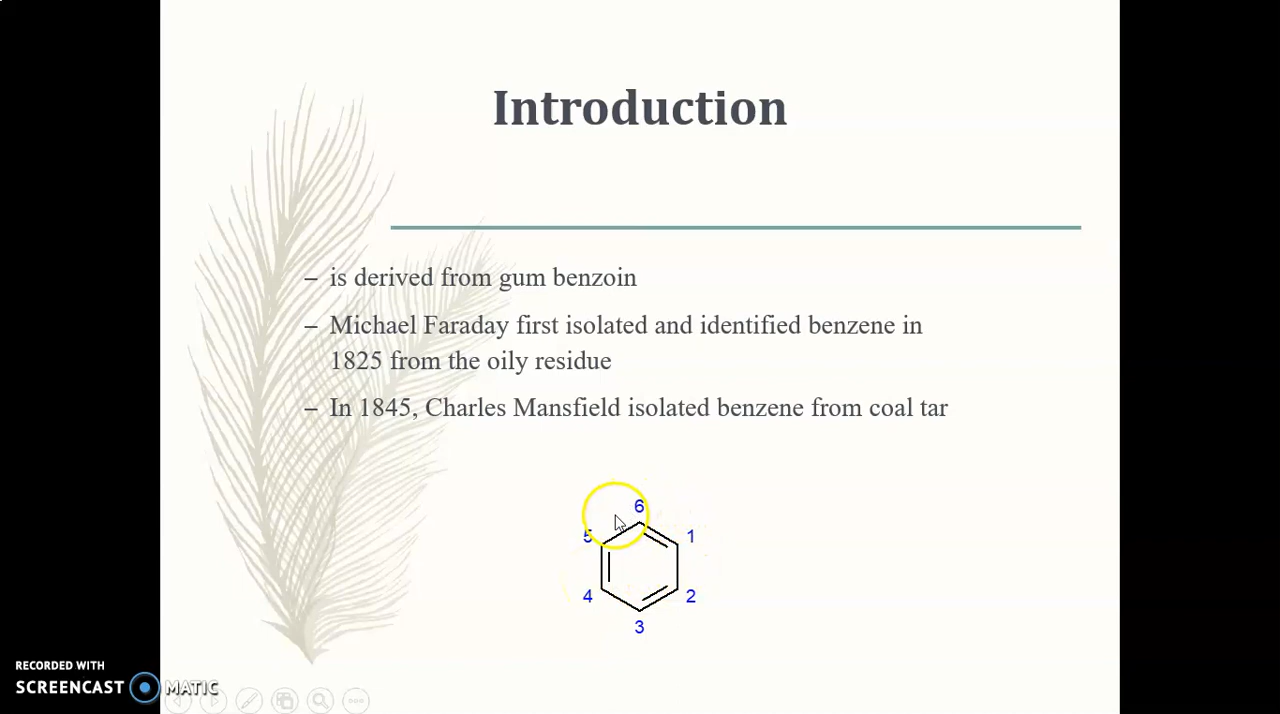 Introduction
– is derived from gum benzoin
– Michael Faraday first isolated and identified benzene in
1825 from the oily residue
– In 1845, Charles Mansfield isolated benzene from coal tar
6
5 1
4 2
3
RECORDED WITH
SCREENCAST MATIC